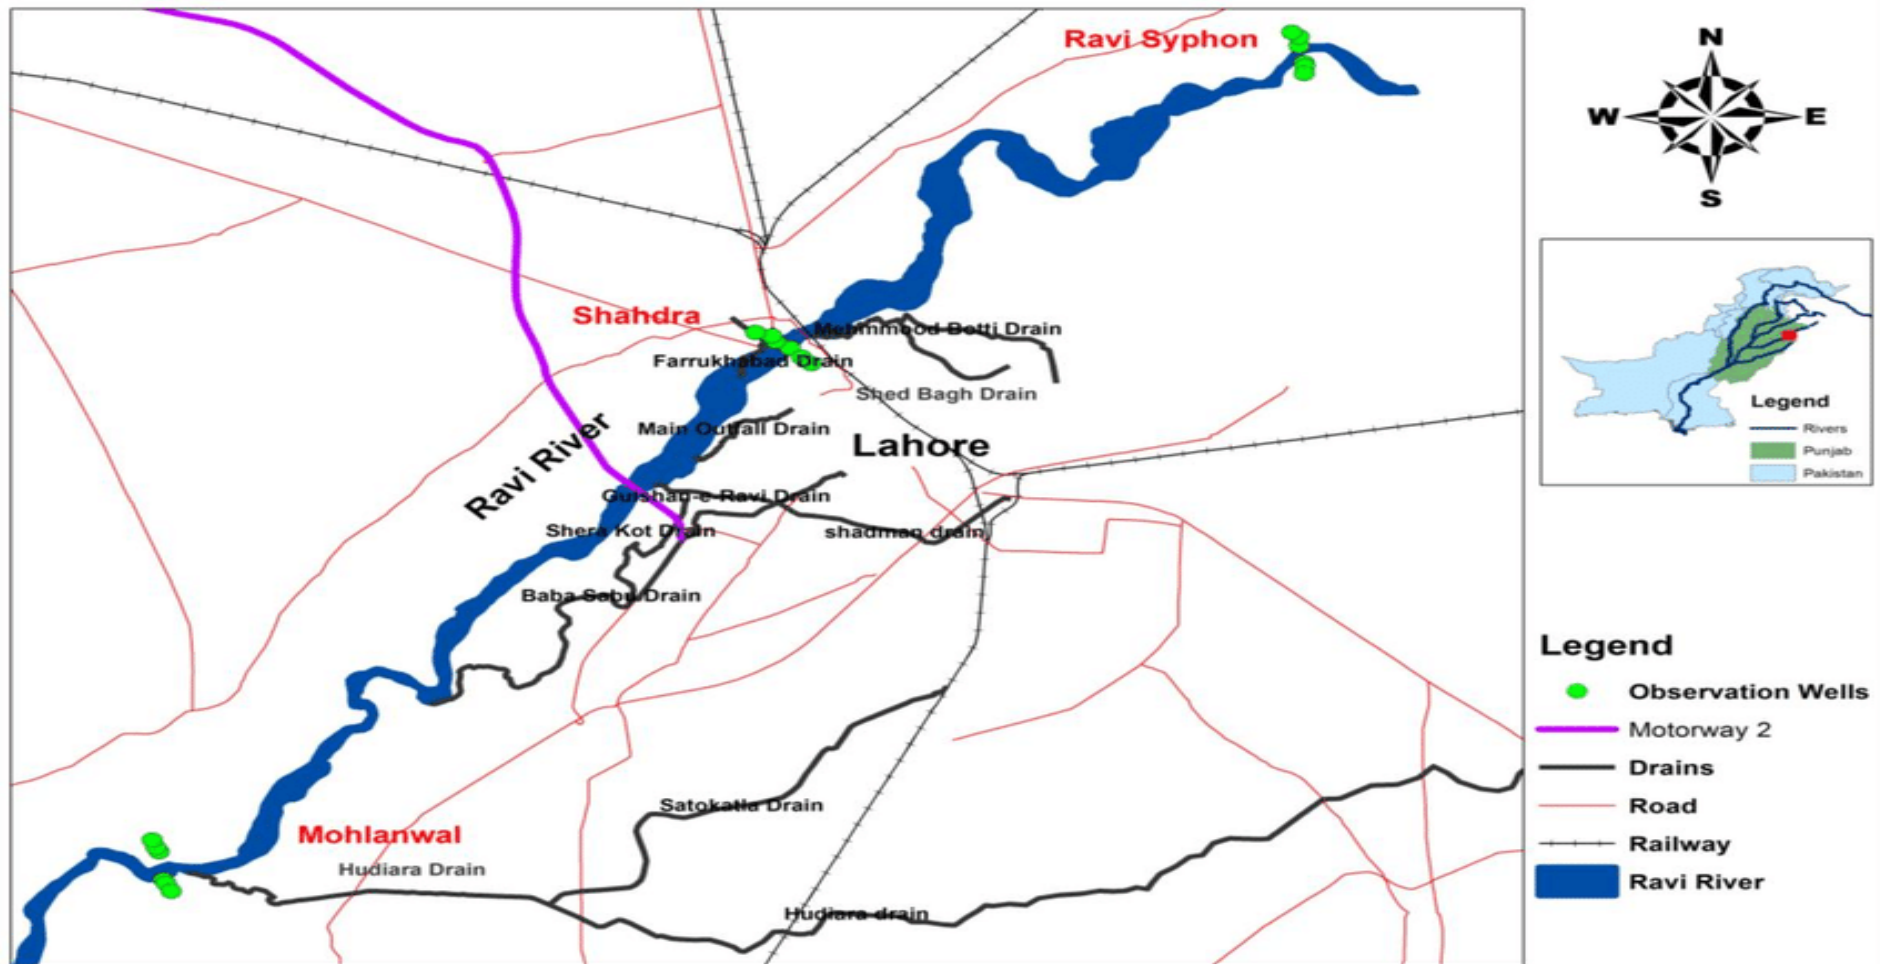 Ravi Syphon
Shahdra
Mehmmood Botti Drain
Farrukhabad Drain
Shed Bagh Drain
Main Outfall Drain
Lahore
Ravi River
Gulshan-e-Ravi Drain
Shera Kot Drain
shadman drain
Baba Sabu Drain
Satokatla Drain
Mohlanwal
Hudiara Drain
Hudiara drain
N
W
E
S
Legend
Rivers
Punjab
Pakistan
Legend
Observation Wells
Motorway 2
Drains
Road
Railway
Ravi River